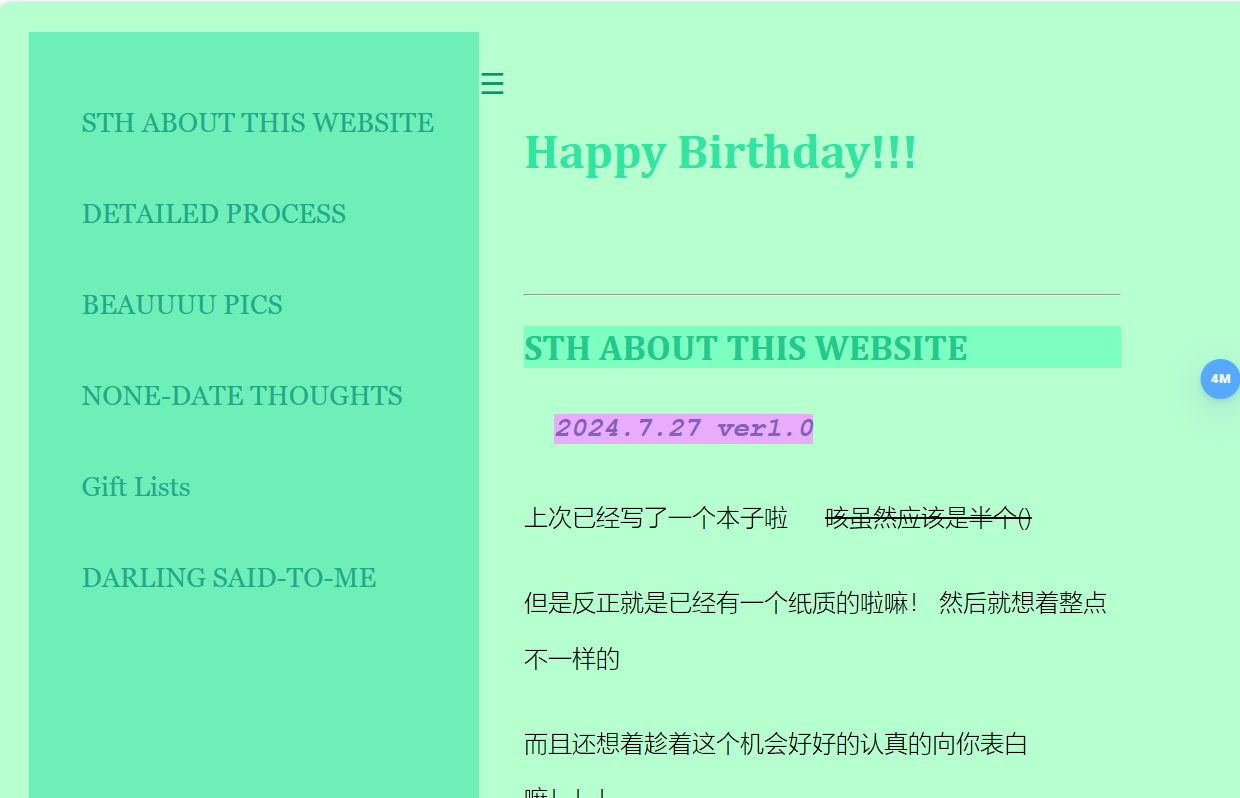 ☰
STH ABOUT THIS WEBSITE
DETAILED PROCESS
BEAUUUU PICS
NONE-DATE THOUGHTS
Gift Lists
DARLING SAID-TO-ME
Happy Birthday!!!
STH ABOUT THIS WEBSITE
2024.7.27 ver1.0
上次已经写了一个本子啦 咳虽然应该是半个()
但是反正就是已经有一个纸质的啦嘛! 然后就想着整点
不一样的
而且还想着趁着这个机会好好的认真的向你表白
嘛!!!
4M